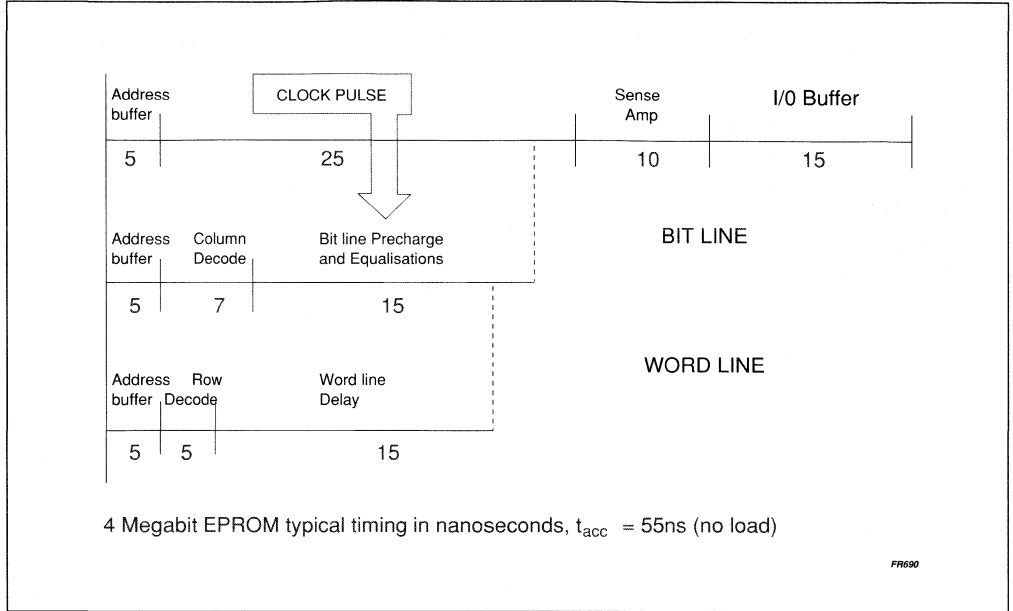 Address
buffer
CLOCK PULSE
Sense
Amp
I/0 Buffer
5
25
10
15
Address
buffer
Column
Decode
Bit line Precharge
and Equalisations
BIT LINE
5
7
15
WORD LINE
Address
buffer
Row
Decode
Word line
Delay
5
5
15
4 Megabit EPROM typical timing in nanoseconds, tacc = 55ns (no load)
FR690